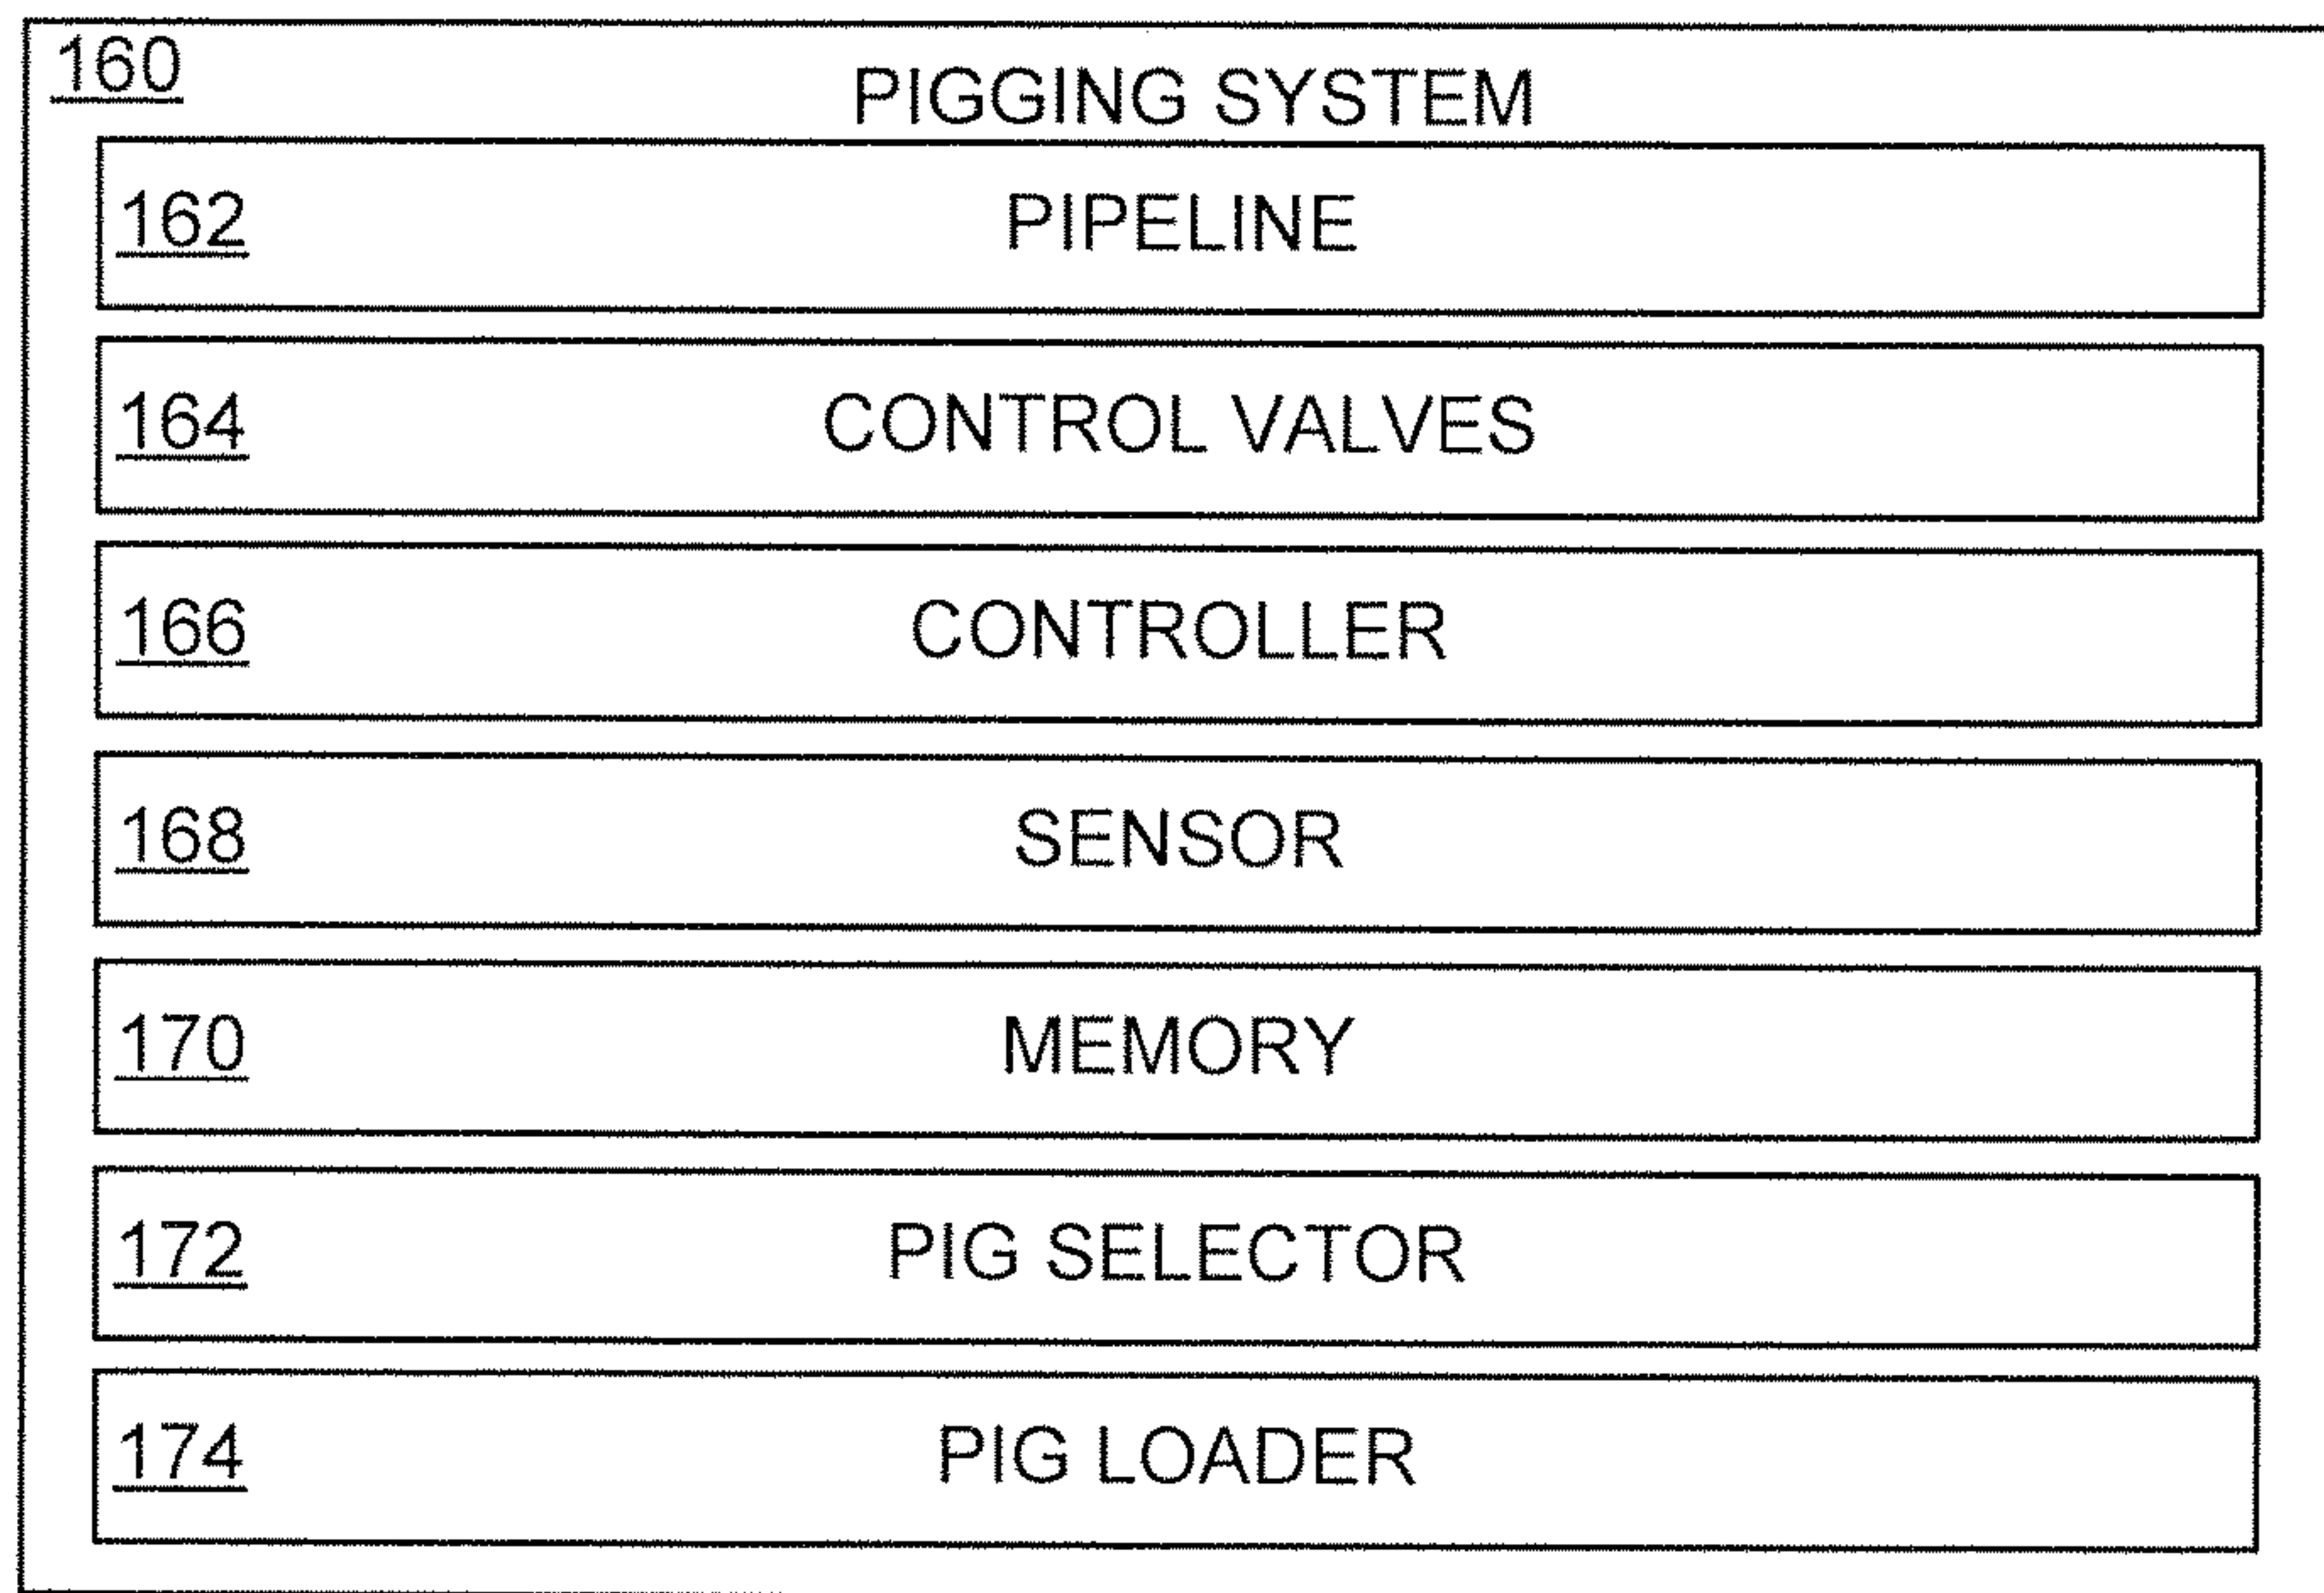 160
PIGGING SYSTEM
162 PIPELINE
164 CONTROL VALVES
166 CONTROLLER
168 SENSOR
170 MEMORY
172 PIG SELECTOR
174 PIG LOADER